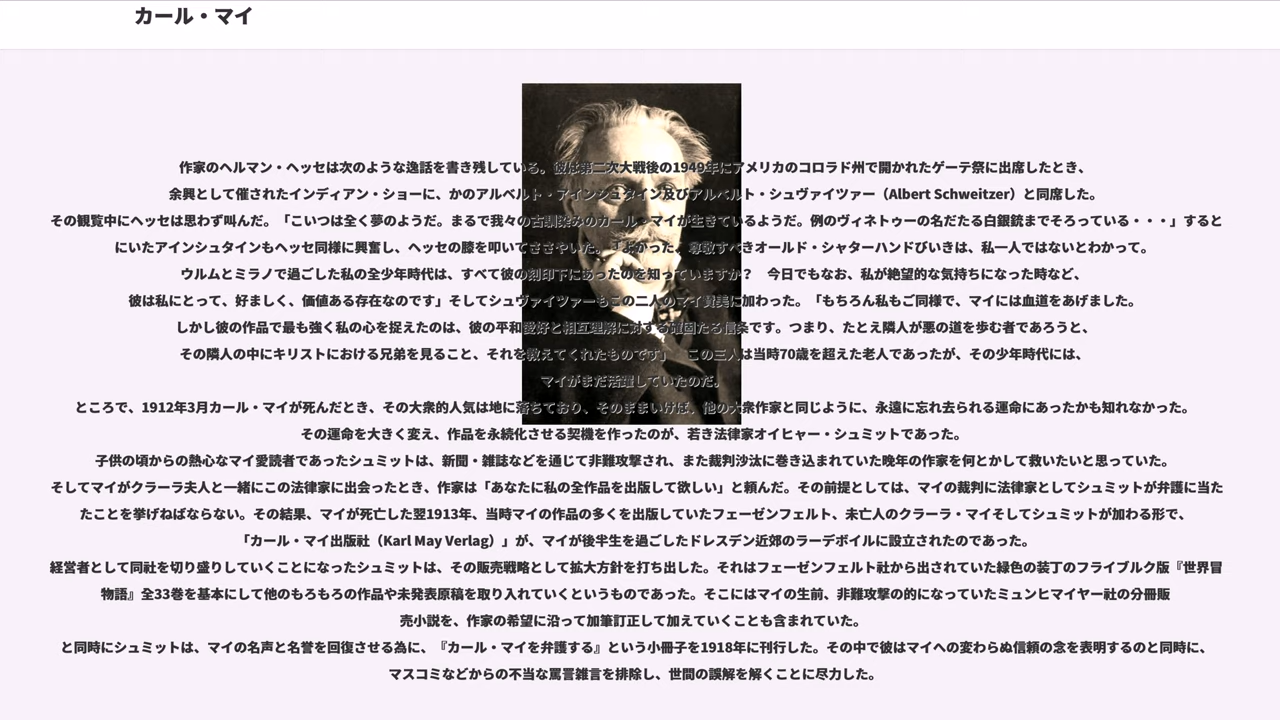 カール・マイ
作家のヘルマン・ヘッセは次のような逸話を書き残している。彼は第二次大戦後の1949年にアメリカのコロラド州で開かれたゲーテ祭に出席したとき、
余興として催されたインディアン・ショーに、かのアルベルト・アインシュタイン及びアルベルト・シュヴァイツァー（Albert Schweitzer）と同席した。
その観覧中にヘッセは思わず叫んだ。「こいつは全く夢のようだ。まるで我々の古馴染みのカール・マイが生きているようだ。例のヴィネトゥーの名だたる白銀銃までそろっている・・・」すると
にいたアインシュタインもヘッセ同様に興奮し、ヘッセの膝を叩いてささやいた。「よかった、尊敬すべきオールド・シャターハンドびいきは、私一人ではないとわかって。
ウルムとミラノで過ごした私の全少年時代は、すべて彼の刻印下にあったのを知っていますか？　今日でもなお、私が絶望的な気持ちになった時など、
彼は私にとって、好ましく、価値ある存在なのです」そしてシュヴァイツァーもこの二人のマイ賛美に加わった。「もちろん私もご同様で、マイには血道をあげました。
しかし彼の作品で最も強く私の心を捉えたのは、彼の平和愛好と相互理解に対する確固たる信条です。つまり、たとえ隣人が悪の道を歩む者であろうと、
その隣人の中にキリストにおける兄弟を見ること、それを教えてくれたものです」　この三人は当時70歳を超えた老人であったが、その少年時代には、
マイがまだ活躍していたのだ。
ところで、1912年3月カール・マイが死んだとき、その大衆的人気は地に落ちており、そのままいけば、他の大衆作家と同じように、永遠に忘れ去られる運命にあったかも知れなかった。
その運命を大きく変え、作品を永続化させる契機を作ったのが、若き法律家オイヒャー・シュミットであった。
子供の頃からの熱心なマイ愛読者であったシュミットは、新聞・雑誌などを通じて非難攻撃され、また裁判沙汰に巻き込まれていた晩年の作家を何とかして救いたいと思っていた。
そしてマイがクラーラ夫人と一緒にこの法律家に出会ったとき、作家は「あなたに私の全作品を出版して欲しい」と頼んだ。その前提としては、マイの裁判に法律家としてシュミットが弁護に当た
たことを挙げねばならない。その結果、マイが死亡した翌1913年、当時マイの作品の多くを出版していたフェーゼンフェルト、未亡人のクラーラ・マイそしてシュミットが加わる形で、
「カール・マイ出版社（Karl May Verlag）」が、マイが後半生を過ごしたドレスデン近郊のラーデボイルに設立されたのであった。
経営者として同社を切り盛りしていくことになったシュミットは、その販売戦略として拡大方針を打ち出した。それはフェーゼンフェルト社から出されていた緑色の装丁のフライブルク版『世界冒
物語』全33巻を基本にして他のもろもろの作品や未発表原稿を取り入れていくというものであった。そこにはマイの生前、非難攻撃の的になっていたミュンヒマイヤー社の分冊販
売小説を、作家の希望に沿って加筆訂正して加えていくことも含まれていた。
と同時にシュミットは、マイの名声と名誉を回復させる為に、『カール・マイを弁護する』という小冊子を1918年に刊行した。その中で彼はマイへの変わらぬ信頼の念を表明するのと同時に、
マスコミなどからの不当な罵詈雑言を排除し、世間の誤解を解くことに尽力した。